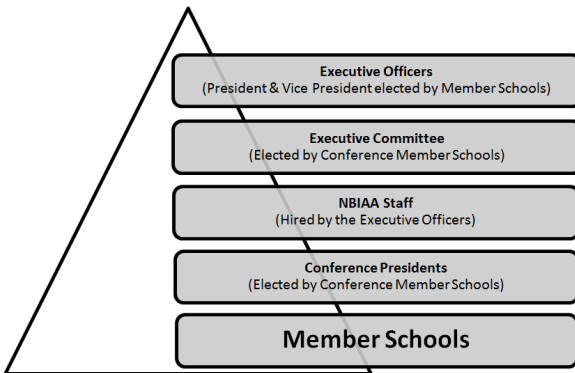 Executive Officers
(President & Vice President elected by Member Schools)
Executive Committee
(Elected by Conference Member Schools)
NBIAA Staff
(Hired by the Executive Officers)
Conference Presidents
(Elected by Conference Member Schools)
Member Schools